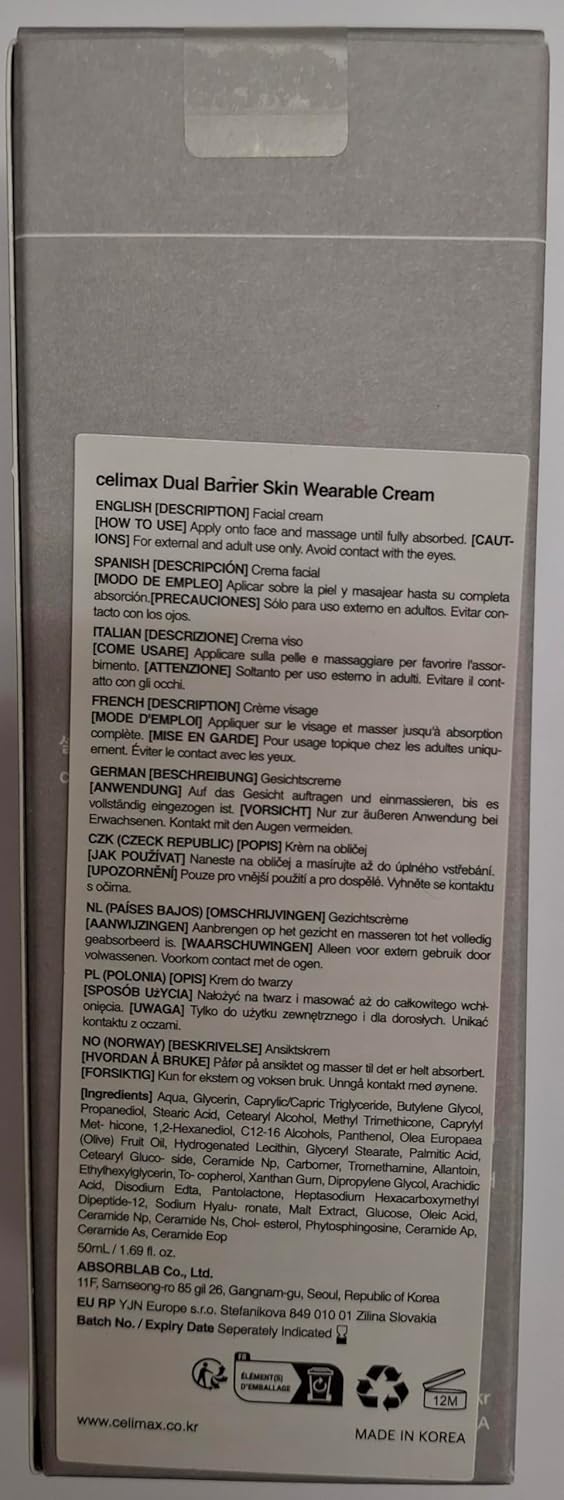 celimax Dual Barrier Skin Wearable Cream
ENGLISH [DESCRIPTION] Facial cream
[HOW TO USE] Apply onto face and massage until fully absorbed. [CAUT-
IONS] For external and adult use only. Avoid contact with the eyes.
SPANISH [DESCRIPCIÓN] Crema facial
[MODO DE EMPLEO] Aplicar sobre la piel y masajear hasta su completa
absorción.[PRECAUCIONES] Sólo para uso externo en adultos. Evitar con-
tacto con los ojos.
ITALIAN [DESCRIZIONE] Crema viso
[COME USARE] Applicare sulla pelle e massaggiare per favorire l'assor-
bimento. [ATTENZIONE] Soltanto per uso esterno in adulti. Evitare il cont-
atto con gli occhi.
FRENCH [DESCRIPTION] Crème visage
[MODE D'EMPLOI] Appliquer sur le visage et masser jusqu'à absorption
complète. [MISE EN GARDE] Pour usage topique chez les adultes uniqu-
ement. Éviter le contact avec les yeux.
GERMAN [BESCHREIBUNG] Gesichtscreme
[ANWENDUNG] Auf das Gesicht auftragen und einmassieren, bis es
vollständig eingezogen ist. [VORSICHT] Nur zur äußeren Anwendung bei
Erwachsenen. Kontakt mit den Augen vermeiden.
CZK (CZECK REPUBLIC) [POPIS] Krèm na obličej
[JAK POUŽÍVAT] Naneste na obličej a masírujte až do úplného vstřebání.
[UPOZORNĚNÍ] Pouze pro vnější použití a pro dospělé. Vyhněte se kontaktu
s očima.
NL (PAÍSES BAJOS) [OMSCHRIJVINGEN] Gezichtscrème
[AANWIJZINGEN] Aanbrengen op het gezicht en masseren tot het volledig
geabsorbeerd is. [WAARSCHUWINGEN] Alleen voor extern gebruik door
volwassenen. Voorkom contact met de ogen.
PL (POLONIA) [OPIS] Krem do twarzy
[SPOSÓB UżYCIA] Nałożyć na twarz i masować aż do całkowitego wchł-
onięcia. [UWAGA] Tylko do użytku zewnętrznego i dla dorosłych. Unikać
kontaktu z oczami.
NO (NORWAY) [BESKRIVELSE] Ansiktskrem
[HVORDAN Å BRUKE] Påfør på ansiktet og masser til det er helt absorbert.
[FORSIKTIG] Kun for ekstern og voksen bruk. Unngå kontakt med øynene.
[Ingredients] Aqua, Glycerin, Caprylic/Capric Triglyceride, Butylene Glycol,
Propanediol, Stearic Acid, Cetearyl Alcohol, Methyl Trimethicone, Caprylyl
Met- hicone, 1,2-Hexanediol, C12-16 Alcohols, Panthenol, Olea Europaea
(Olive) Fruit Oil, Hydrogenated Lecithin, Glyceryl Stearate, Palmitic Acid,
Cetearyl Gluco- side, Ceramide Np, Carbomer, Tromethamine, Allantoin,
Ethylhexylglycerin, To- copherol, Xanthan Gum, Dipropylene Glycol, Arachidic
Acid, Disodium Edta, Pantolactone, Heptasodium Hexacarboxymethyl
Dipeptide-12, Sodium Hyalu- ronate, Malt Extract, Glucose, Oleic Acid,
Ceramide Np, Ceramide Ns, Chol- esterol, Phytosphingosine, Ceramide Ap,
Ceramide As, Ceramide Eop
50mL / 1.69 fl. oz.
ABSORBLAB Co., Ltd.
11F, Samseong-ro 85 gil 26, Gangnam-gu, Seoul, Republic of Korea
EU RP YJN Europe s.r.o. Stefanikova 849 010 01 Zilina Slovakia
Batch No. / Expiry Date Seperately Indicated
FR
ÉLÉMENT(S)
D'EMBALLAGE
12M
www.celimax.co.kr
MADE IN KOREA